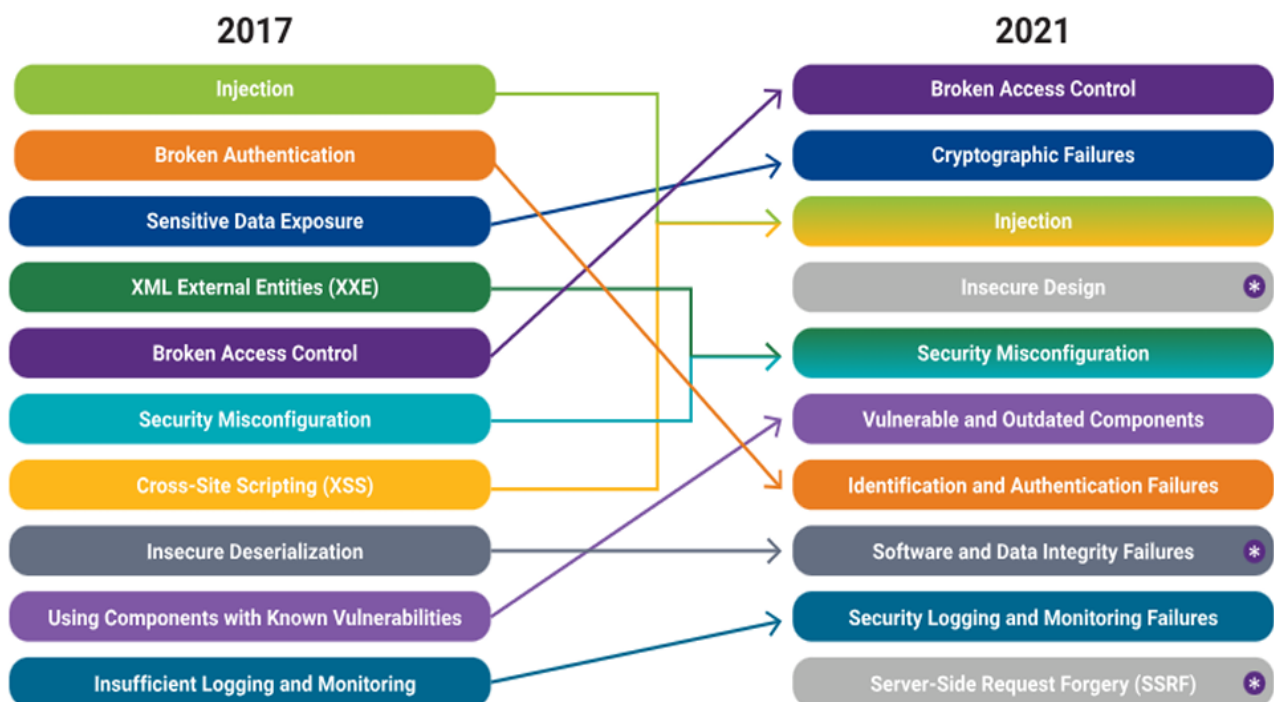 2017
Injection
Broken Authentication
Sensitive Data Exposure
XML External Entities (XXE)
Broken Access Control
Security Misconfiguration
Cross-Site Scripting (XSS)
Insecure Deserialization
Using Components with Known Vulnerabilities
Insufficient Logging and Monitoring
2021
Broken Access Control
Cryptographic Failures
Injection
Insecure Design *
Security Misconfiguration
Vulnerable and Outdated Components
Identification and Authentication Failures
Software and Data Integrity Failures *
Security Logging and Monitoring Failures
Server-Side Request Forgery (SSRF) *